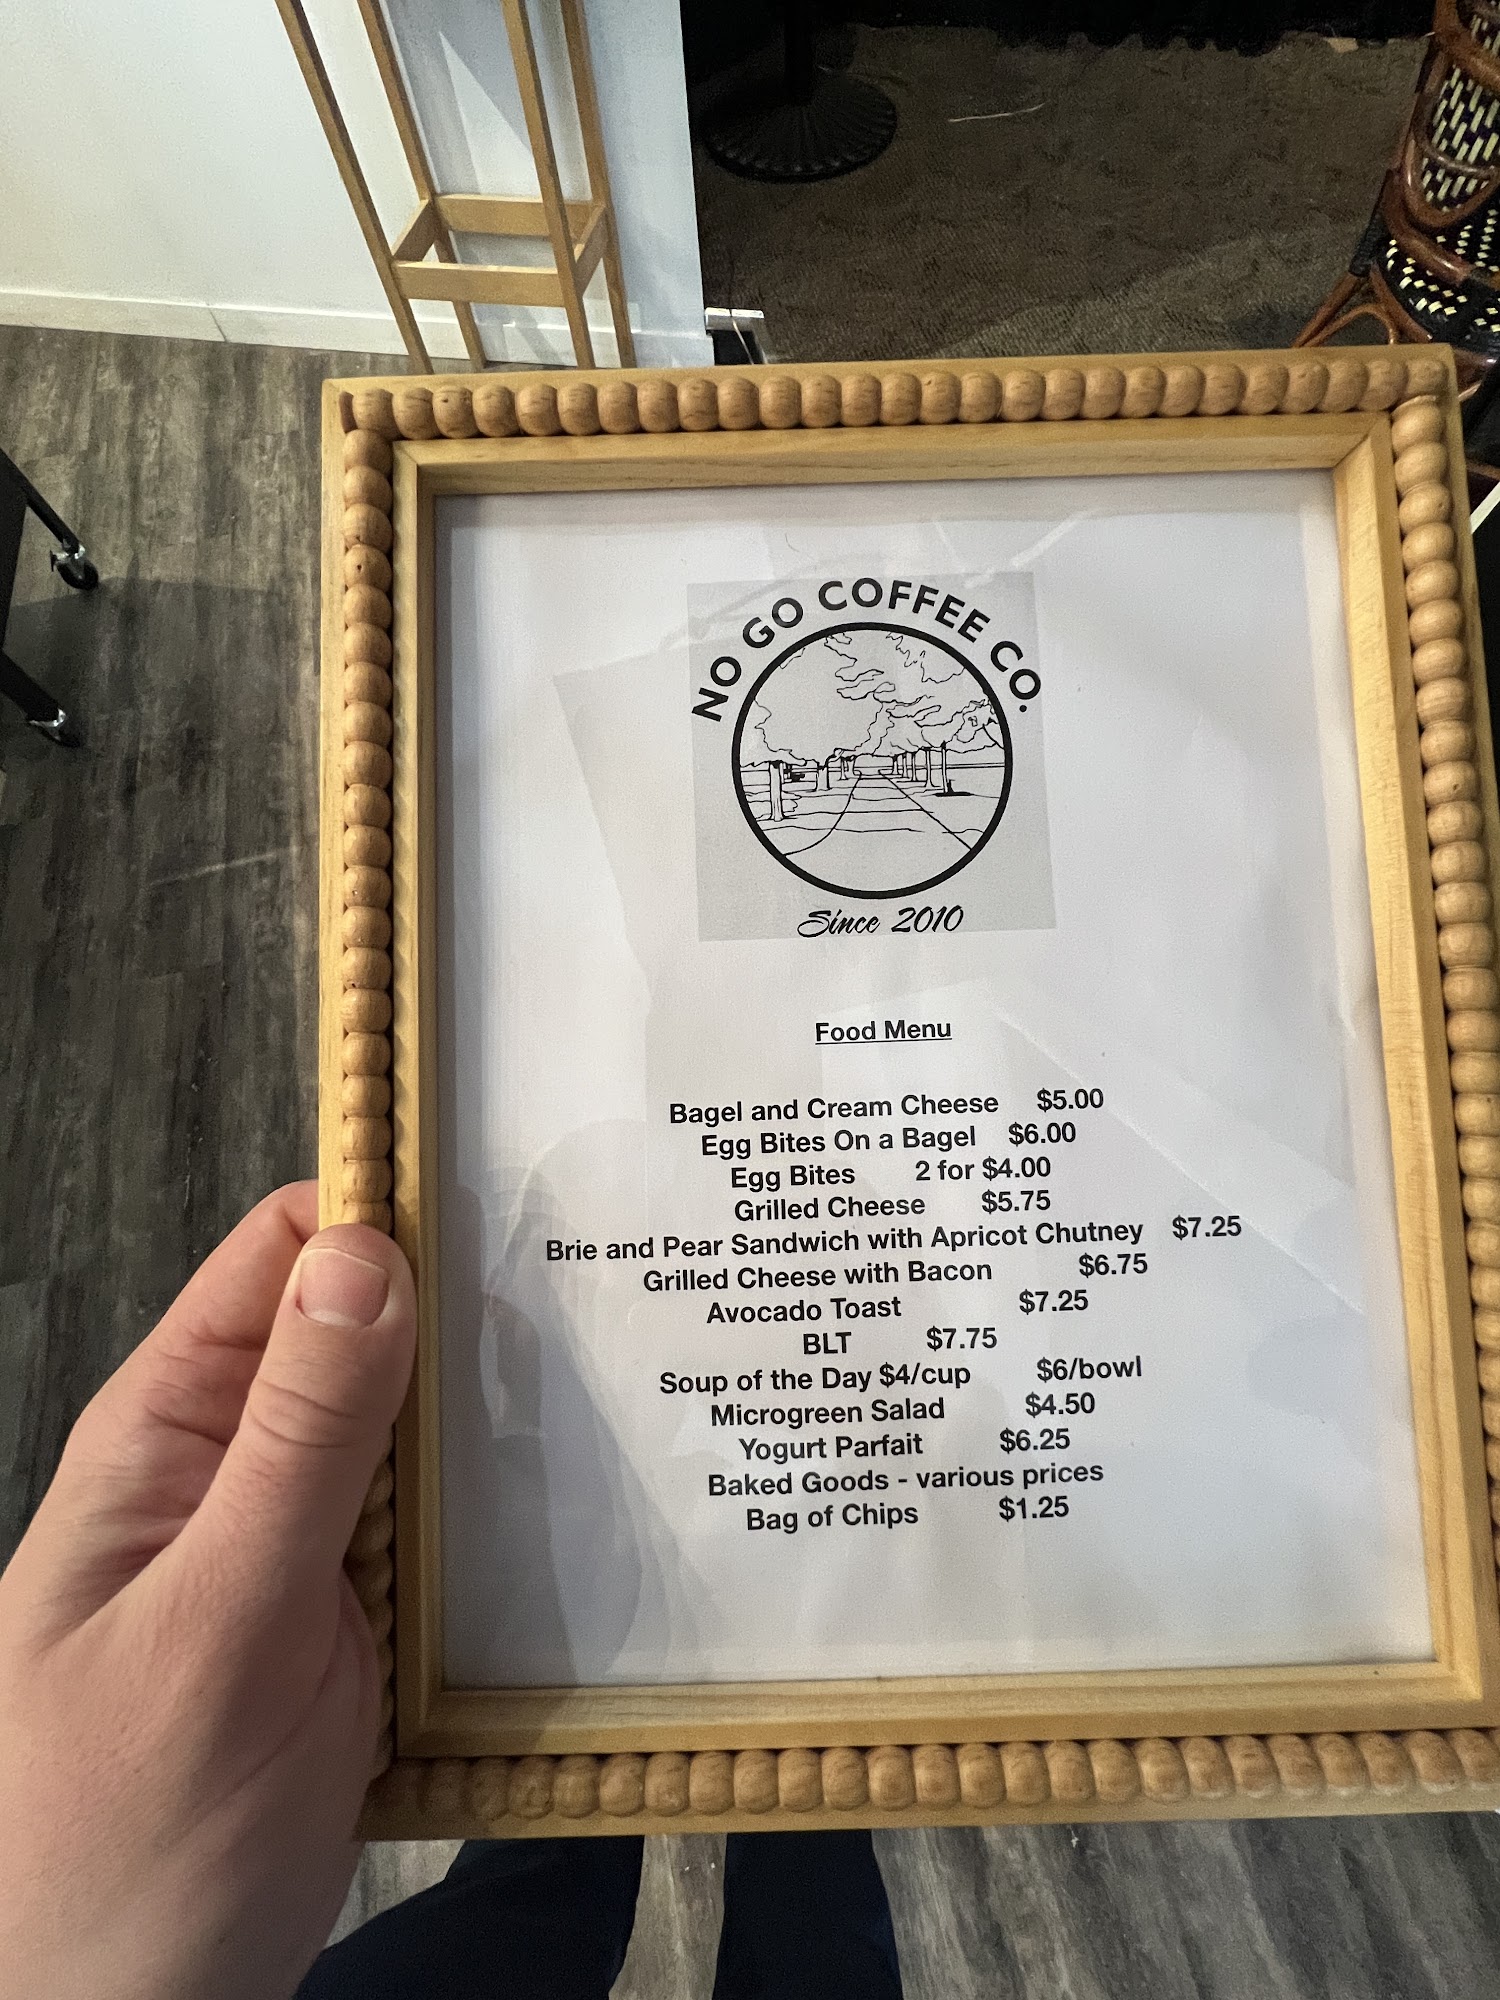 NO GO COFFEE CO.
Since 2010
Food Menu
Bagel and Cream Cheese $5.00
Egg Bites On a Bagel $6.00
Egg Bites 2 for $4.00
Grilled Cheese $5.75
Brie and Pear Sandwich with Apricot Chutney $7.25
Grilled Cheese with Bacon $6.75
Avocado Toast $7.25
BLT $7.75
Soup of the Day $4/cup $6/bowl
Microgreen Salad $4.50
Yogurt Parfait $6.25
Baked Goods - various prices
Bag of Chips $1.25